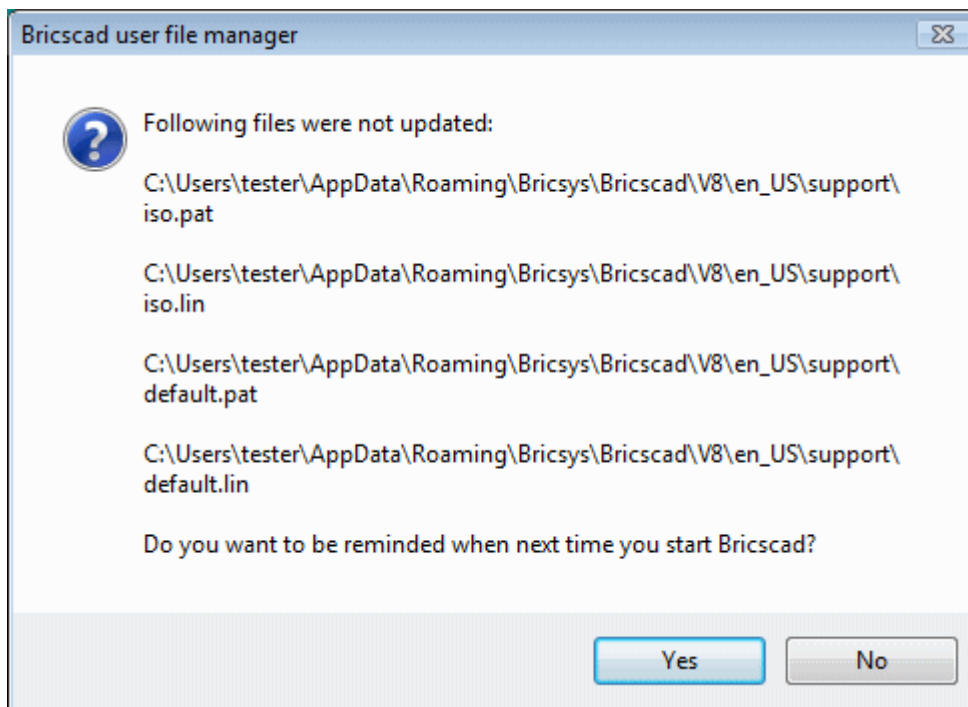 Bricscad user file manager
Following files were not updated:
C:\Users\tester\AppData\Roaming\Bricsys\Bricscad\V8\en_US\support\
iso.pat
C:\Users\tester\AppData\Roaming\Bricsys\Bricscad\V8\en_US\support\
iso.lin
C:\Users\tester\AppData\Roaming\Bricsys\Bricscad\V8\en_US\support\
default.pat
C:\Users\tester\AppData\Roaming\Bricsys\Bricscad\V8\en_US\support\
default.lin
Do you want to be reminded when next time you start Bricscad?
Yes No